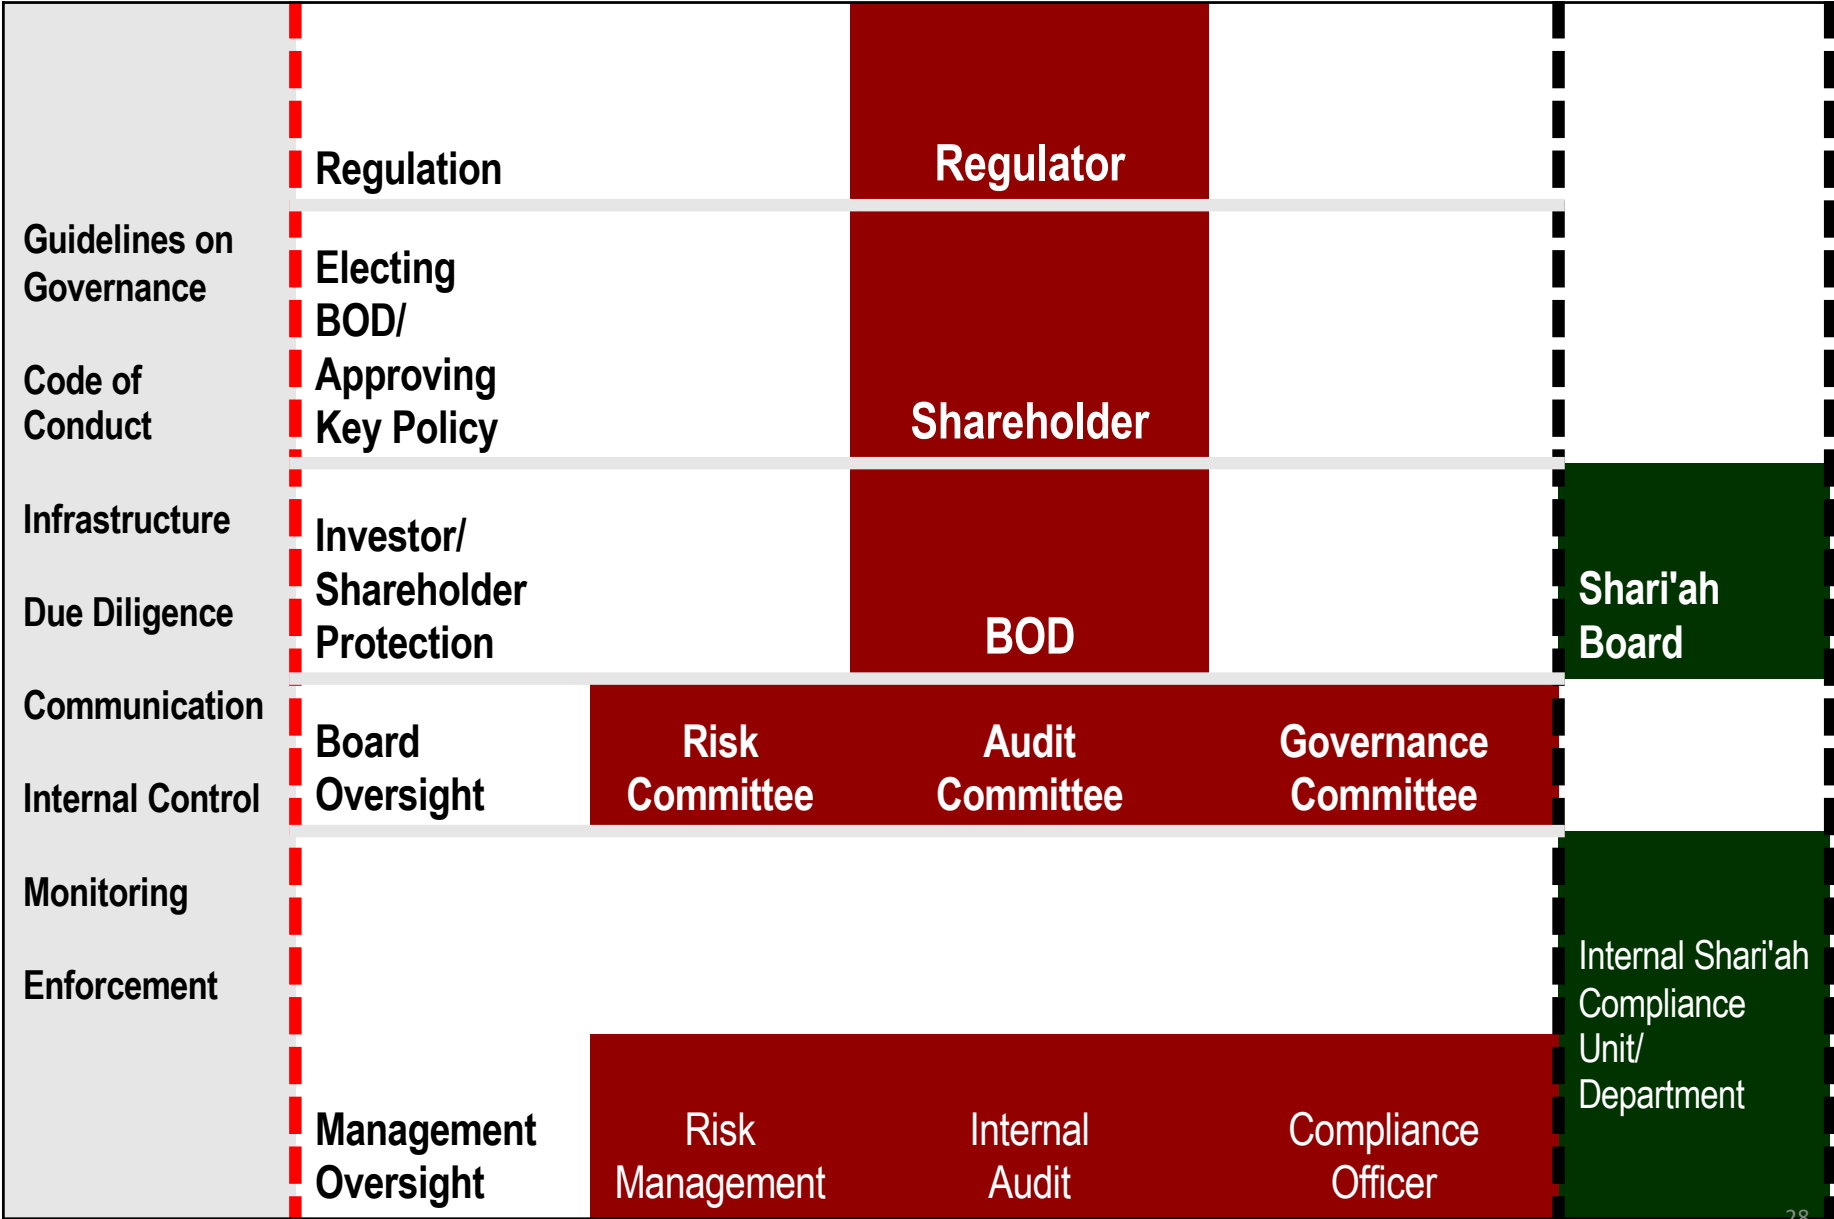 Guidelines on
Governance
Code of
Conduct
Infrastructure
Due Diligence
Communication
Internal Control
Monitoring
Enforcement
Regulation
Regulator
Electing
BOD/
Approving
Key Policy
Shareholder
Investor/
Shareholder
Protection
BOD
Shari'ah
Board
Board
Oversight
Risk
Committee
Audit
Committee
Governance
Committee
Management
Oversight
Risk
Management
Internal
Audit
Compliance
Officer
Internal Shari'ah
Compliance
Unit/
Department
28